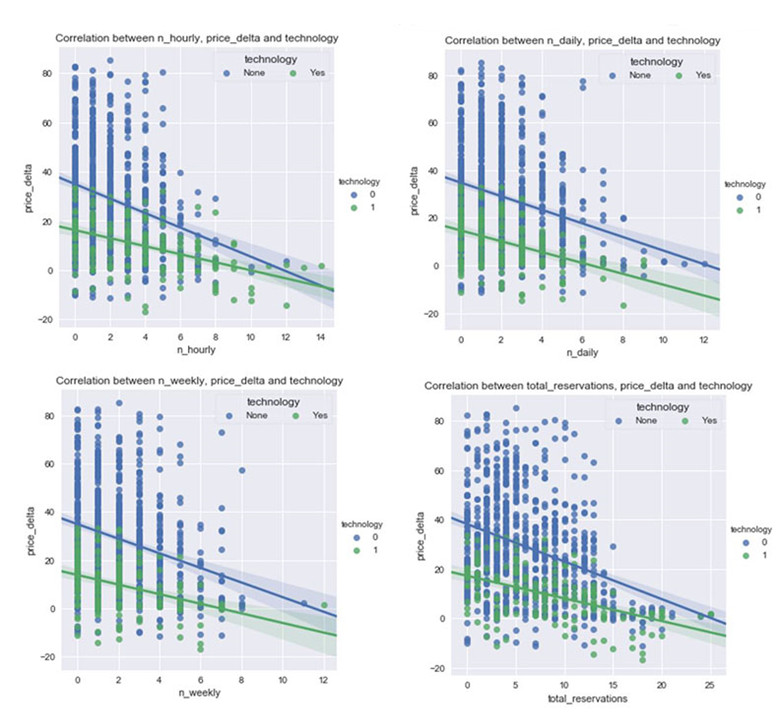 Correlation between n_hourly, price_delta and technology
technology
None Yes
80
60
40
20
0
−20
price_delta
0 2 4 6 8 10 12 14
n_hourly
technology
0
1
Correlation between n_daily, price_delta and technology
technology
None Yes
80
60
40
20
0
−20
price_delta
0 2 4 6 8 10 12
n_daily
technology
0
1
Correlation between n_weekly, price_delta and technology
technology
None Yes
80
60
40
20
0
−20
price_delta
0 2 4 6 8 10 12
n_weekly
technology
0
1
Correlation between total_reservations, price_delta and technology
technology
None Yes
80
60
40
20
0
−20
price_delta
0 5 10 15 20 25
total_reservations
technology
0
1